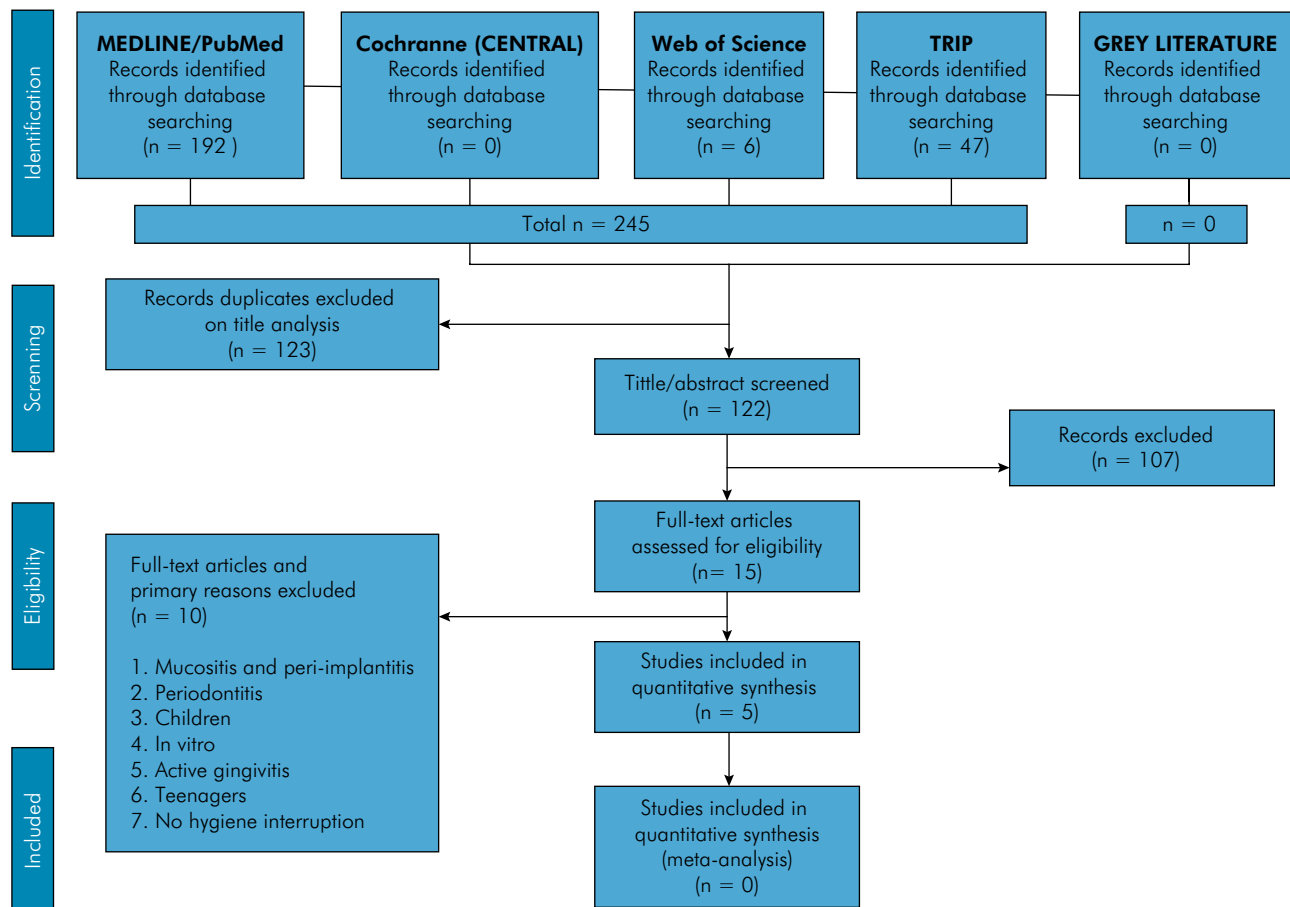 Identification
MEDLINE/PubMed
Records identified
through database
searching
(n = 192 )
Cochranne (CENTRAL)
Records identified
through database
searching
(n = 0)
Web of Science
Records identified
through database
searching
(n = 6)
TRIP
Records identified
through database
searching
(n = 47)
GREY LITERATURE
Records identified
through database
searching
(n = 0)
Total n = 245
n = 0
Screnning
Records duplicates excluded
on title analysis
(n = 123)
Tittle/abstract screened
(n = 122)
Records excluded
(n = 107)
Eligibility
Full-text articles
assessed for eligibility
(n= 15)
Full-text articles and
primary reasons excluded
(n = 10)
1. Mucositis and peri-implantitis
2. Periodontitis
3. Children
4. In vitro
5. Active gingivitis
6. Teenagers
7. No hygiene interruption
Studies included in
quantitative synthesis
(n = 5)
Included
Studies included in
quantitative synthesis
(meta-analysis)
(n = 0)